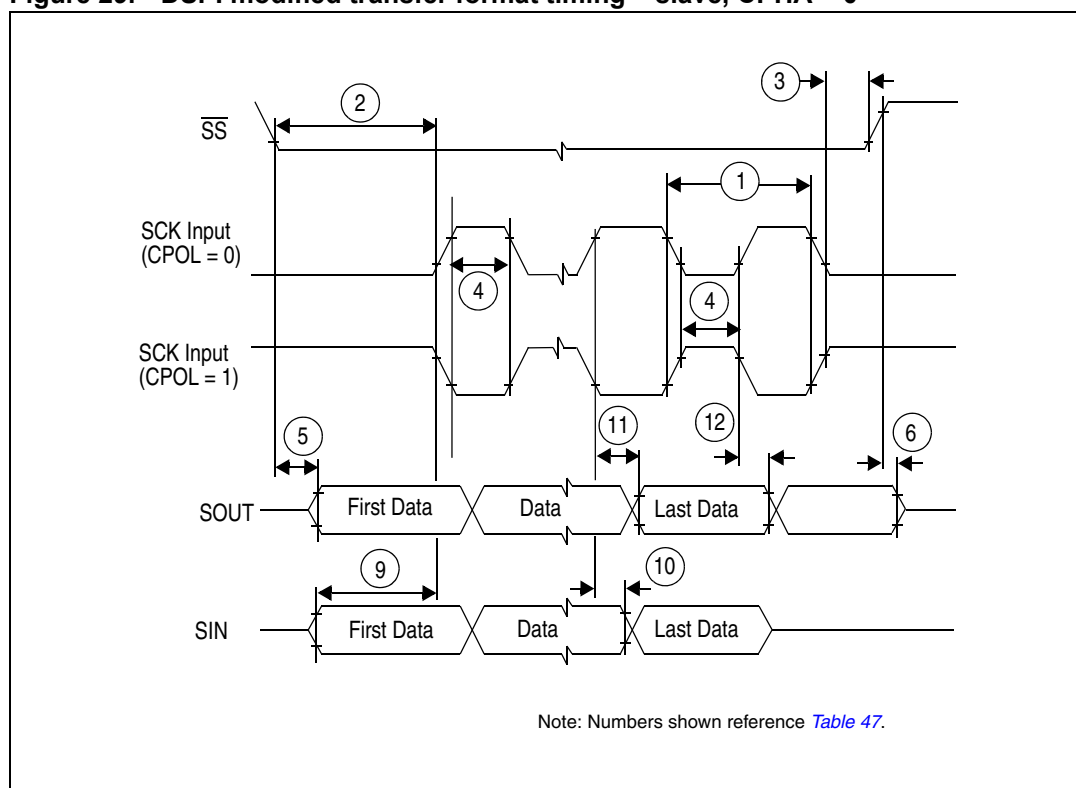 3
2
SS
1
SCK Input
(CPOL = 0)
4
4
SCK Input
(CPOL = 1)
5
11
12
6
SOUT
First Data
Data
Last Data
9
10
SIN
First Data
Data
Last Data
Note: Numbers shown reference Table 47.